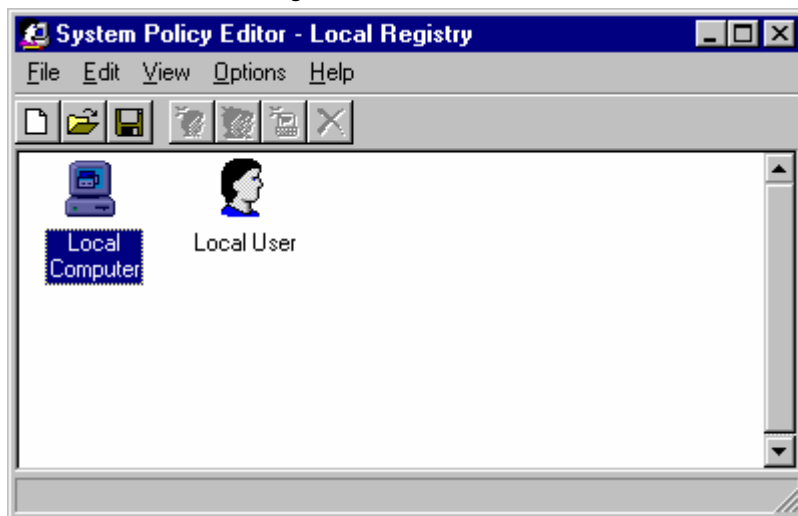 System Policy Editor - Local Registry
File Edit View Options Help
Local
Computer
Local User